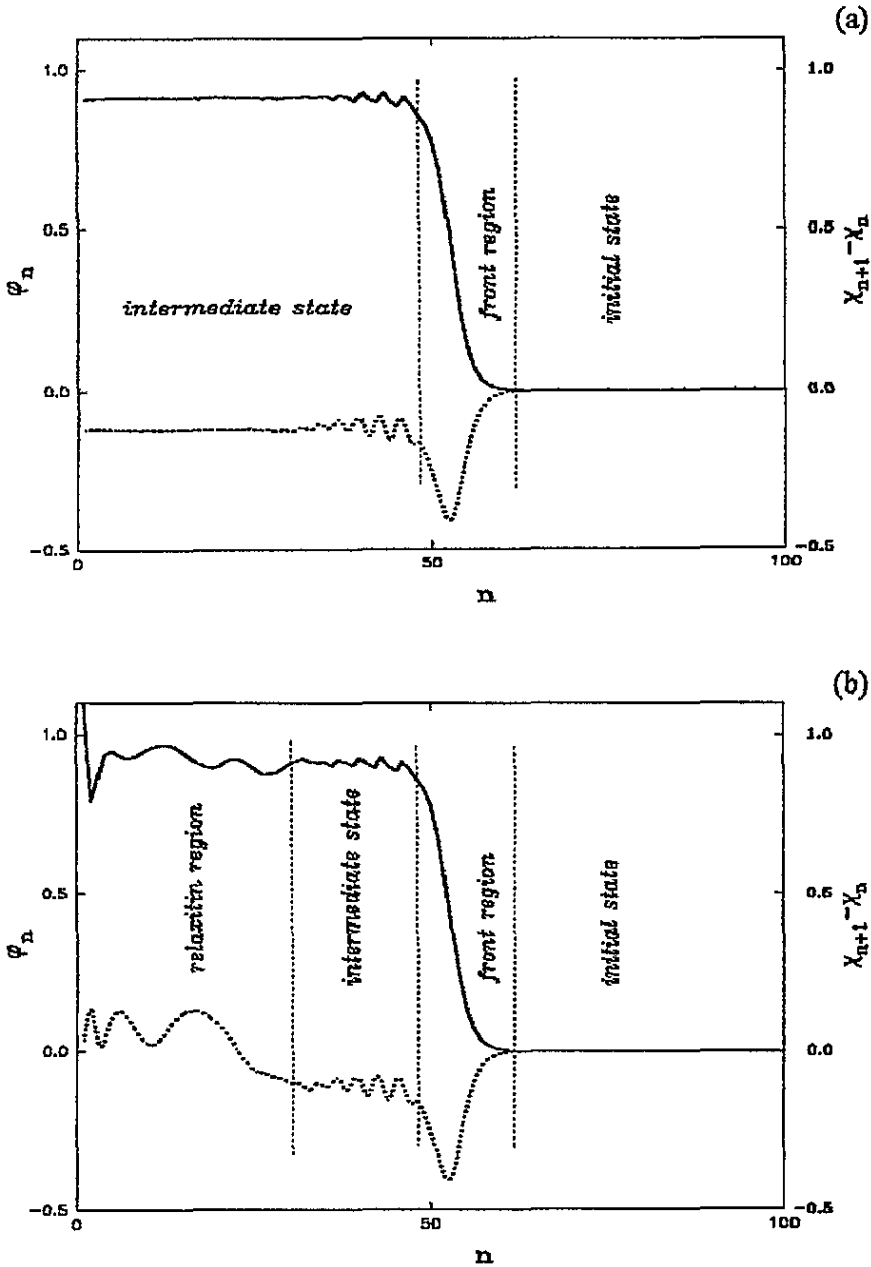 (a)
1.0
0.5
0.0
−0.5
φn
1.0
0.5
0.0
−0.5
χn+1−χn
intermediate state
front region
initial state
0
50
100
n
(b)
1.0
0.5
0.0
−0.5
φn
1.0
0.5
0.0
−0.5
χn+1−χn
relaxitin region
intermediate state
front region
initial state
0
50
100
n